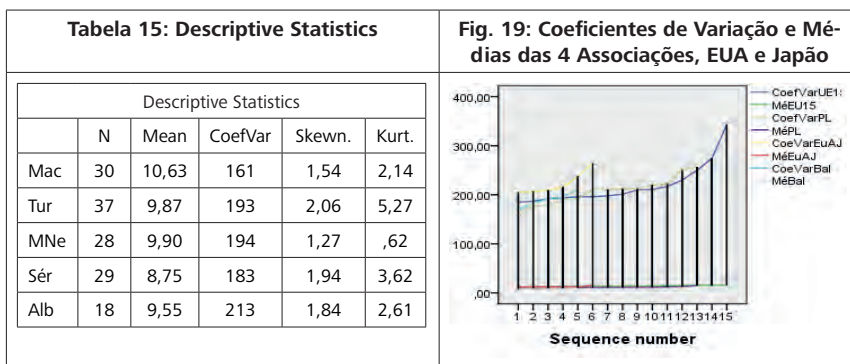 Tabela 15: Descriptive Statistics
Fig. 19: Coeficientes de Variação e Mé-
dias das 4 Associações, EUA e Japão
Descriptive Statistics
N Mean CoefVar Skewn. Kurt.
Mac 30 10,63 161 1,54 2,14
Tur 37 9,87 193 2,06 5,27
MNe 28 9,90 194 1,27 ,62
Sér 29 8,75 183 1,94 3,62
Alb 18 9,55 213 1,84 2,61
400,00
300,00
200,00
100,00
,00
CoefVarUE1:
MéEU15
CoefVarPL
MéPL
CoeVarEuAJ
MéEuAJ
CoeVarBal
MéBal
1 2 3 4 5 6 7 8 9 10 11 12 13 14 15
Sequence number